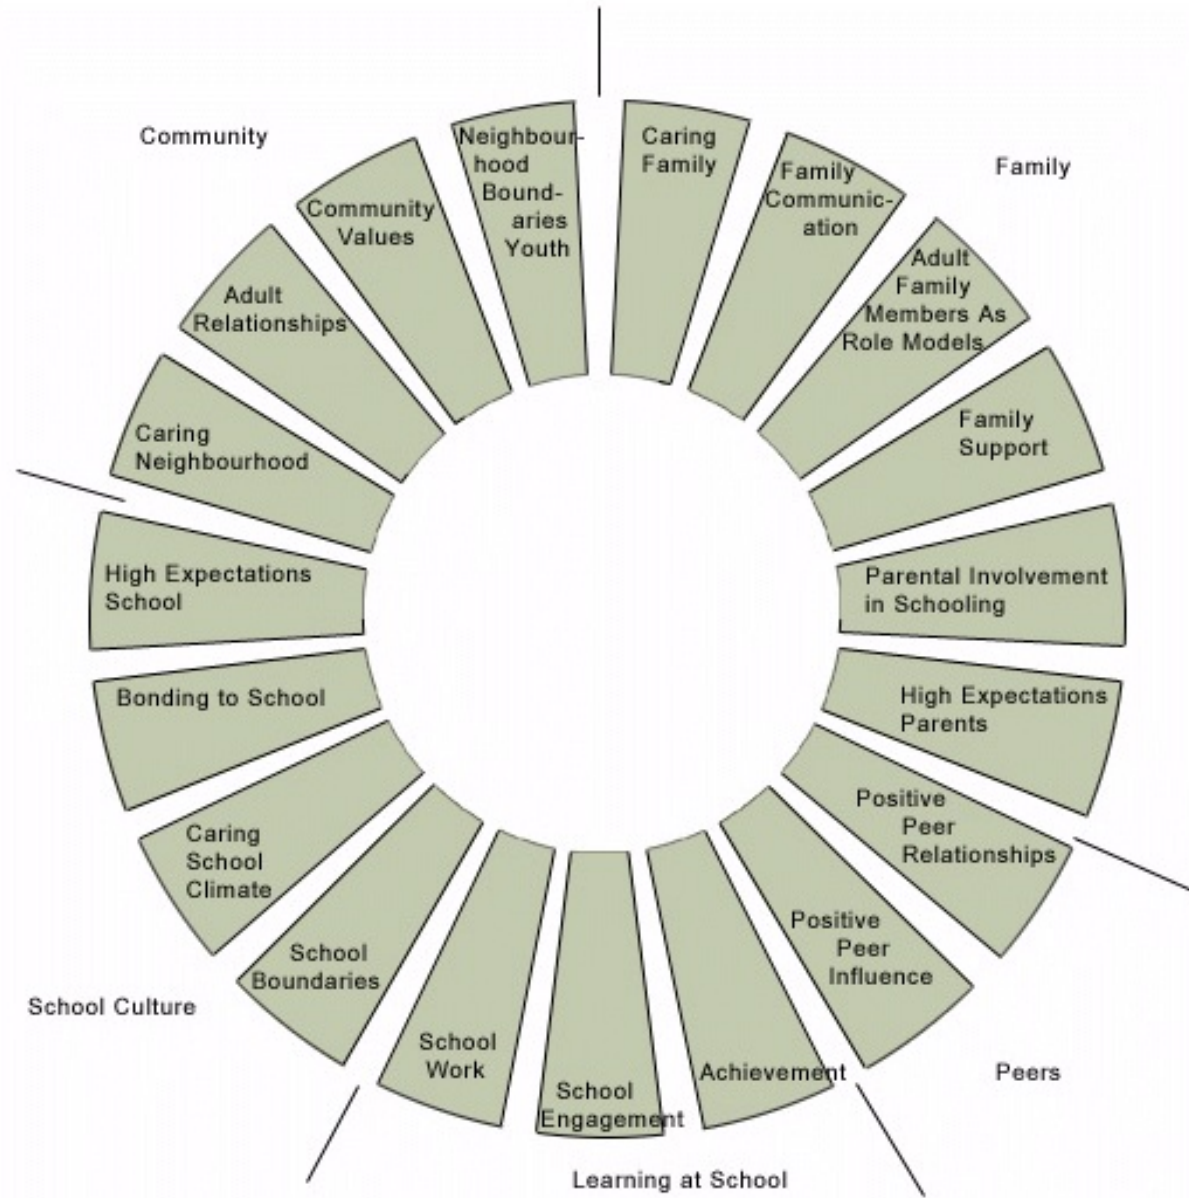 Community
Neighbour-
hood
Bound-
aries
Youth
Caring
Family
Family
Communic-
ation
Family
Adult
Family
Members As
Role Models
Family
Support
Parental Involvement
in Schooling
High Expectations
Parents
Positive
Peer
Relationships
Positive
Peer
Influence
Peers
Achievement
School
Engagement
Learning at School
School
Work
School
Boundaries
School Culture
Caring
School
Climate
Bonding to School
High Expectations
School
Caring
Neighbourhood
Adult
Relationships
Community
Values